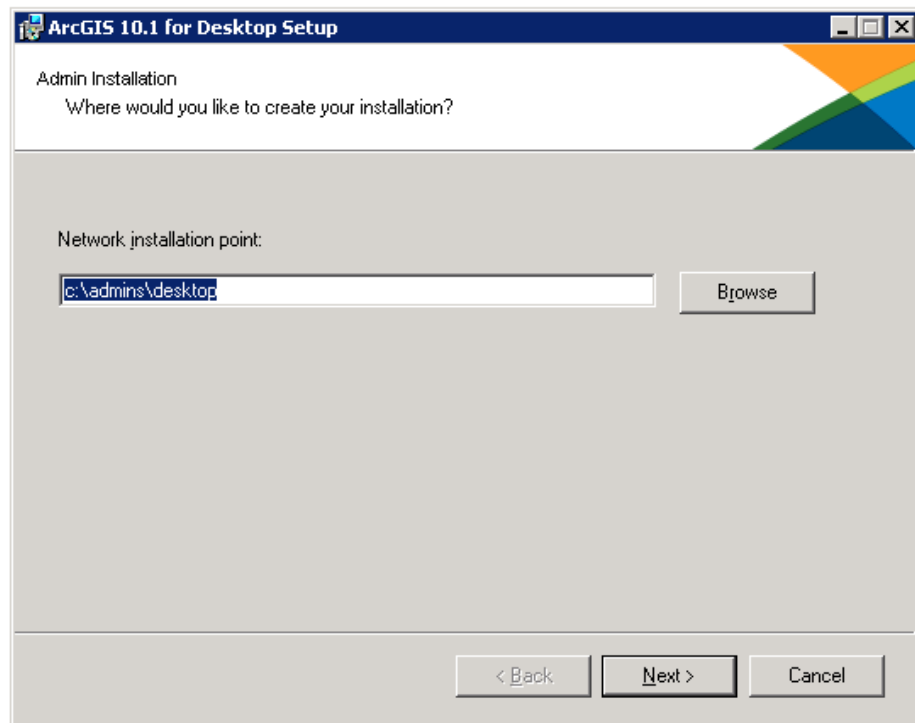 ArcGIS 10.1 for Desktop Setup
Admin Installation
Where would you like to create your installation?
Network installation point:
c:\admins\desktop
Browse
< Back
Next >
Cancel